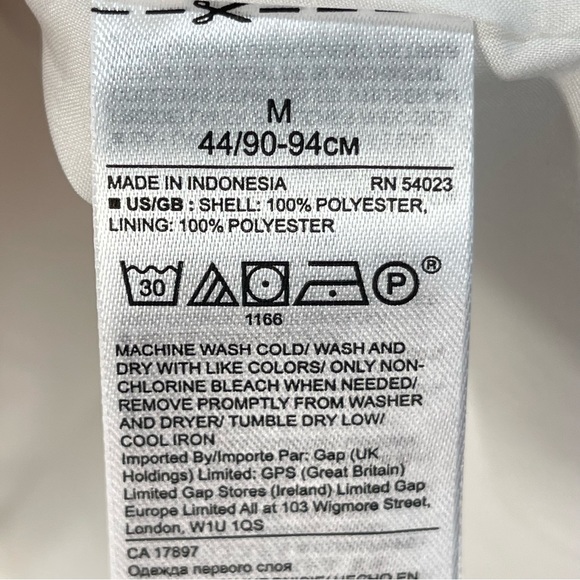 M
44/90-94CM
MADE IN INDONESIA RN 54023
■ US/GB : SHELL: 100% POLYESTER,
LINING: 100% POLYESTER
30 P ®
1166
MACHINE WASH COLD/ WASH AND
DRY WITH LIKE COLORS/ ONLY NON-
CHLORINE BLEACH WHEN NEEDED/
REMOVE PROMPTLY FROM WASHER
AND DRYER/ TUMBLE DRY LOW/
COOL IRON
Imported By/Importe Par: Gap (UK
Holdings) Limited: GPS (Great Britain)
Limited Gap Stores (Ireland) Limited Gap
Europe Limited All at 103 Wigmore Street,
London, W1U 1QS
CA 17897
Одежда первого слоя